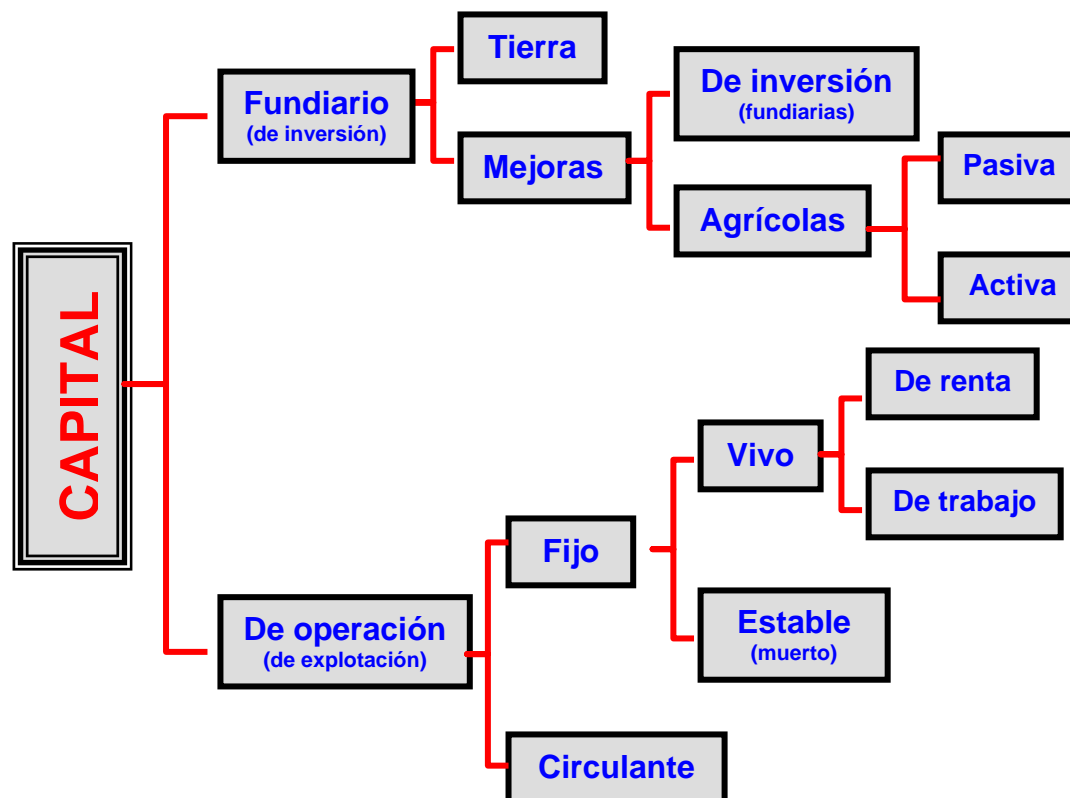 CAPITAL
Fundiario
(de inversión)
Tierra
Mejoras
De inversión
(fundiarias)
Agrícolas
Pasiva
Activa
De operación
(de explotación)
Fijo
Vivo
De renta
De trabajo
Estable
(muerto)
Circulante